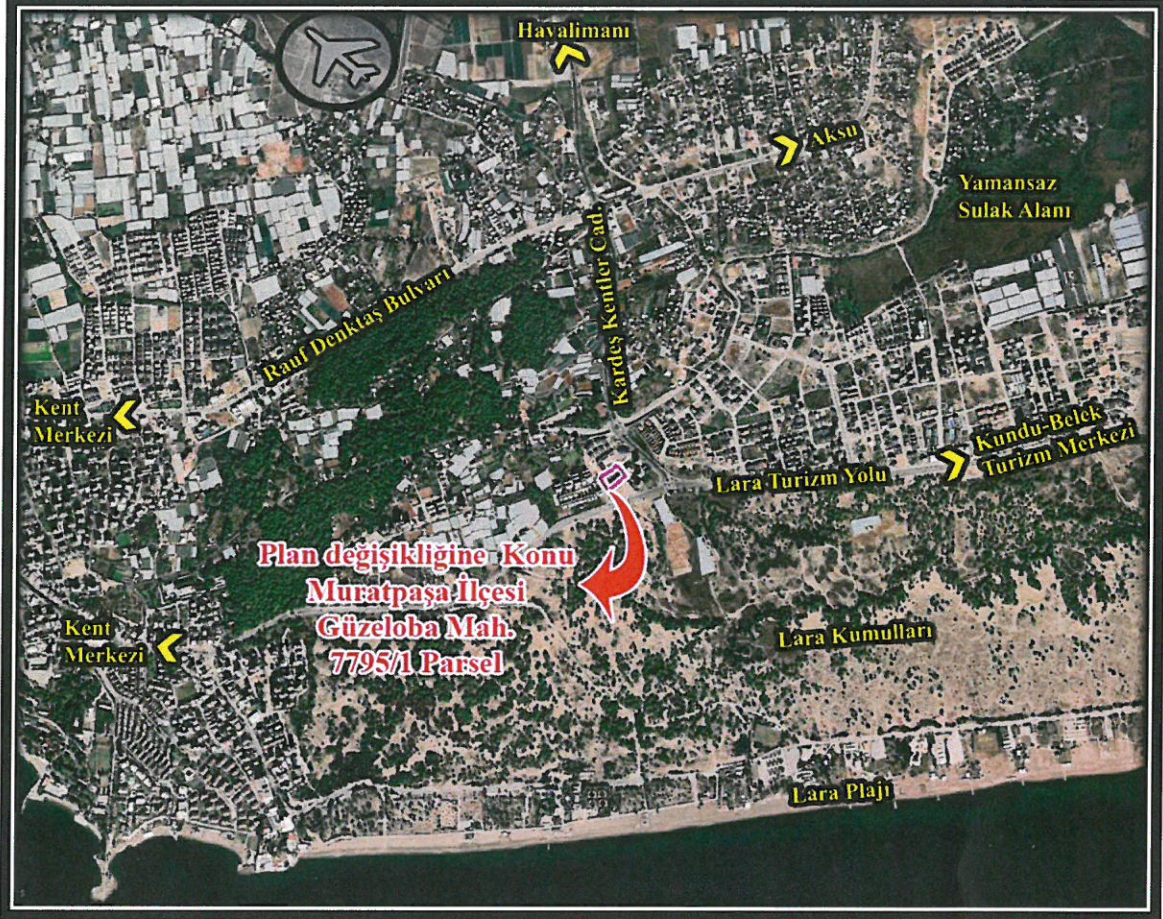 Havalimanı
Aksu
Yamansaz
Sulak Alanı
Kardeş Kentler Cad.
Rauf Denktaş Bulvarı
Kent
Merkezi
Kundu-Belek
Turizm Merkezi
Lara Turizm Yolu
Plan değişikliğine Konu
Muratpaşa İlçesi
Güzeloba Mah.
7795/1 Parsel
Kent
Merkezi
Lara Kumulları
Lara Plajı